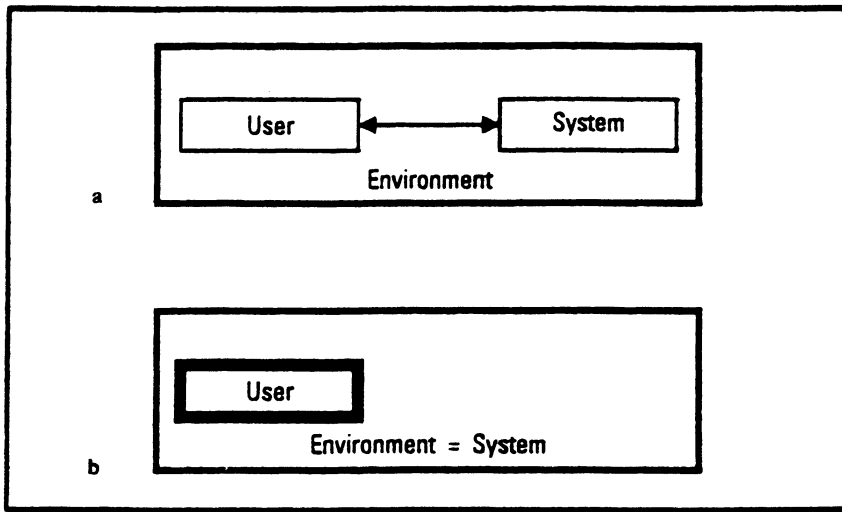 User System
Environment
a
User
Environment = System
b